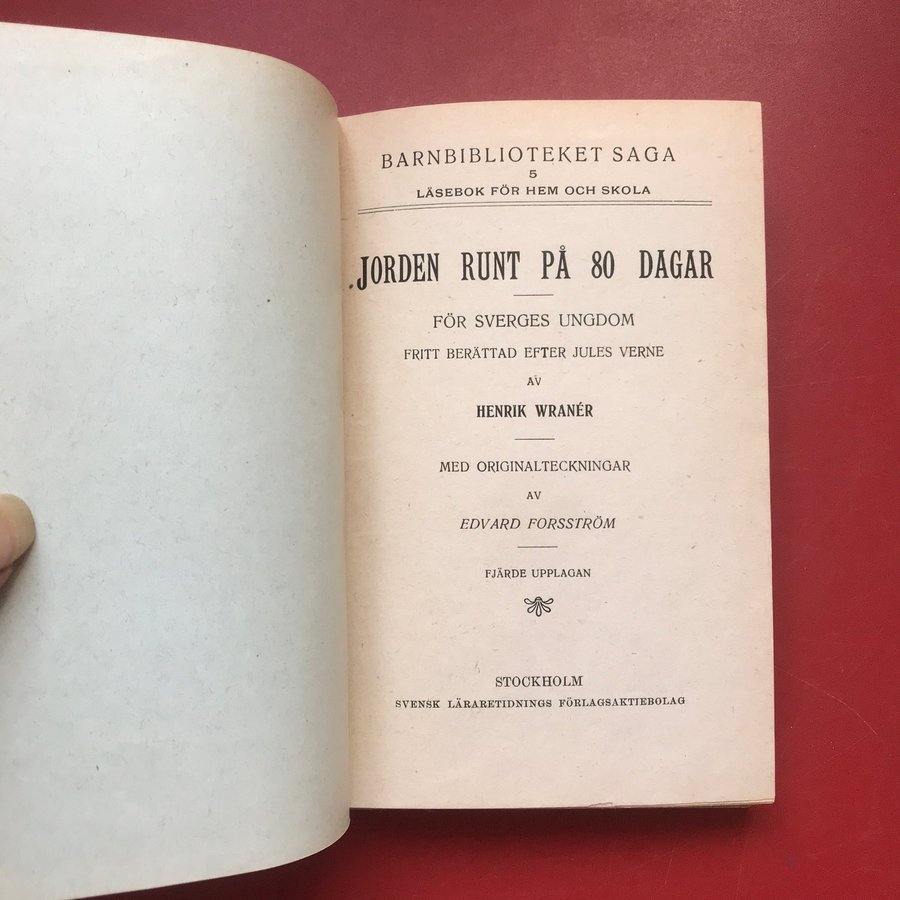 BARNBIBLIOTEKET SAGA
5
LÄSEBOK FÖR HEM OCH SKOLA
JORDEN RUNT PÅ 80 DAGAR
FÖR SVERGES UNGDOM
FRITT BERÄTTAD EFTER JULES VERNE
AV
HENRIK WRANÉR
MED ORIGINALTECKNINGAR
AV
EDVARD FORSSTRÖM
FJÄRDE UPPLAGAN
STOCKHOLM
SVENSK LÄRARETIDNINGS FÖRLAGSAKTIEBOLAG